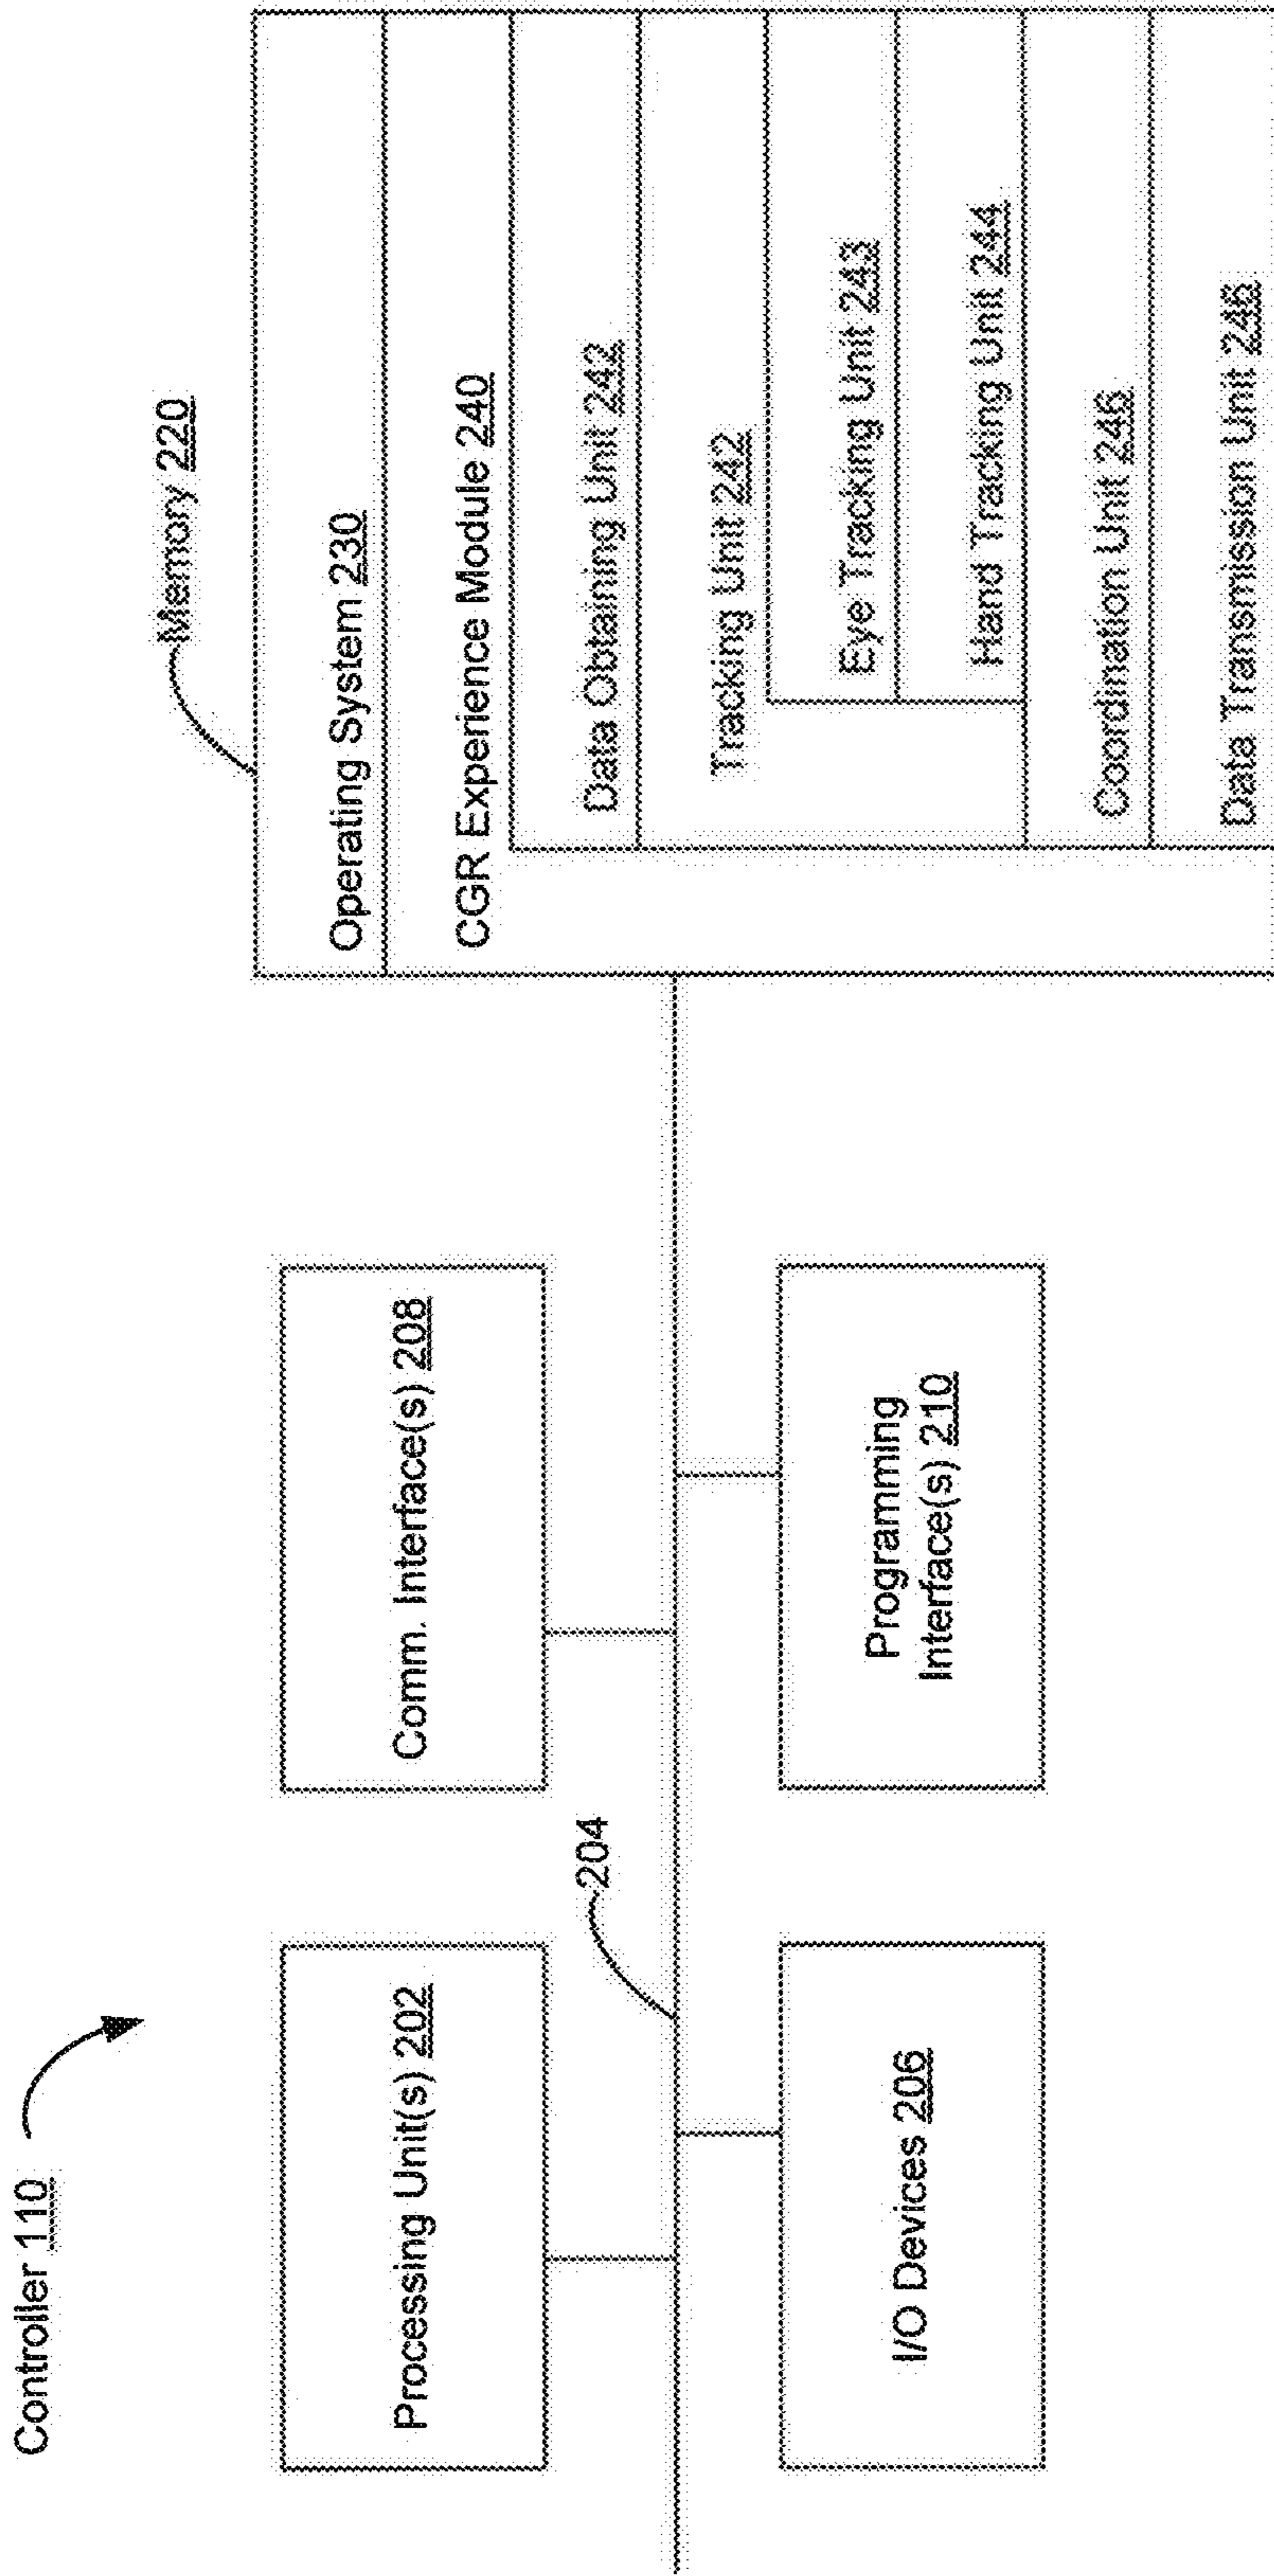 Controller 110
Processing Unit(s) 202
Comm. Interface(s) 208
204
I/O Devices 206
Programming
Interface(s) 210
Memory 220
Operating System 230
CGR Experience Module 240
Data Obtaining Unit 242
Tracking Unit 242
Eye Tracking Unit 243
Hand Tracking Unit 244
Coordination Unit 246
Data Transmission Unit 246